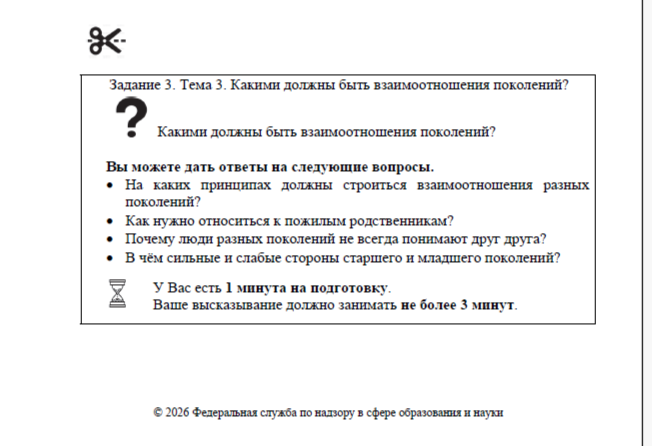 Задание 3. Тема 3. Какими должны быть взаимоотношения поколений?
? Какими должны быть взаимоотношения поколений?
Вы можете дать ответы на следующие вопросы.
• На каких принципах должны строиться взаимоотношения разных
поколений?
• Как нужно относиться к пожилым родственникам?
• Почему люди разных поколений не всегда понимают друг друга?
• В чём сильные и слабые стороны старшего и младшего поколений?
У Вас есть 1 минута на подготовку.
Ваше высказывание должно занимать не более 3 минут.
© 2026 Федеральная служба по надзору в сфере образования и науки